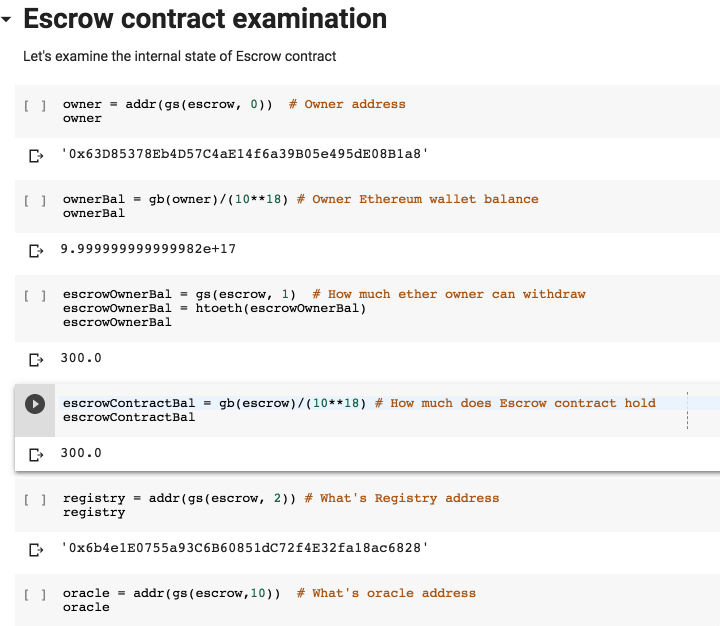 Escrow contract examination
Let's examine the internal state of Escrow contract
[ ] owner = addr(gs(escrow, 0))  # Owner address
owner
'0x63D85378Eb4D57C4aE14f6a39B05e495dE08B1a8'
[ ] ownerBal = gb(owner)/(10**18) # Owner Ethereum wallet balance
ownerBal
9.999999999999982e+17
[ ] escrowOwnerBal = gs(escrow, 1)  # How much ether owner can withdraw
escrowOwnerBal = htoeth(escrowOwnerBal)
escrowOwnerBal
300.0
escrowContractBal = gb(escrow)/(10**18) # How much does Escrow contract hold
escrowContractBal
300.0
[ ] registry = addr(gs(escrow, 2)) # What's Registry address
registry
'0x6b4e1E0755a93C6B60851dC72f4E32fa18ac6828'
[ ] oracle = addr(gs(escrow,10))  # What's oracle address
oracle